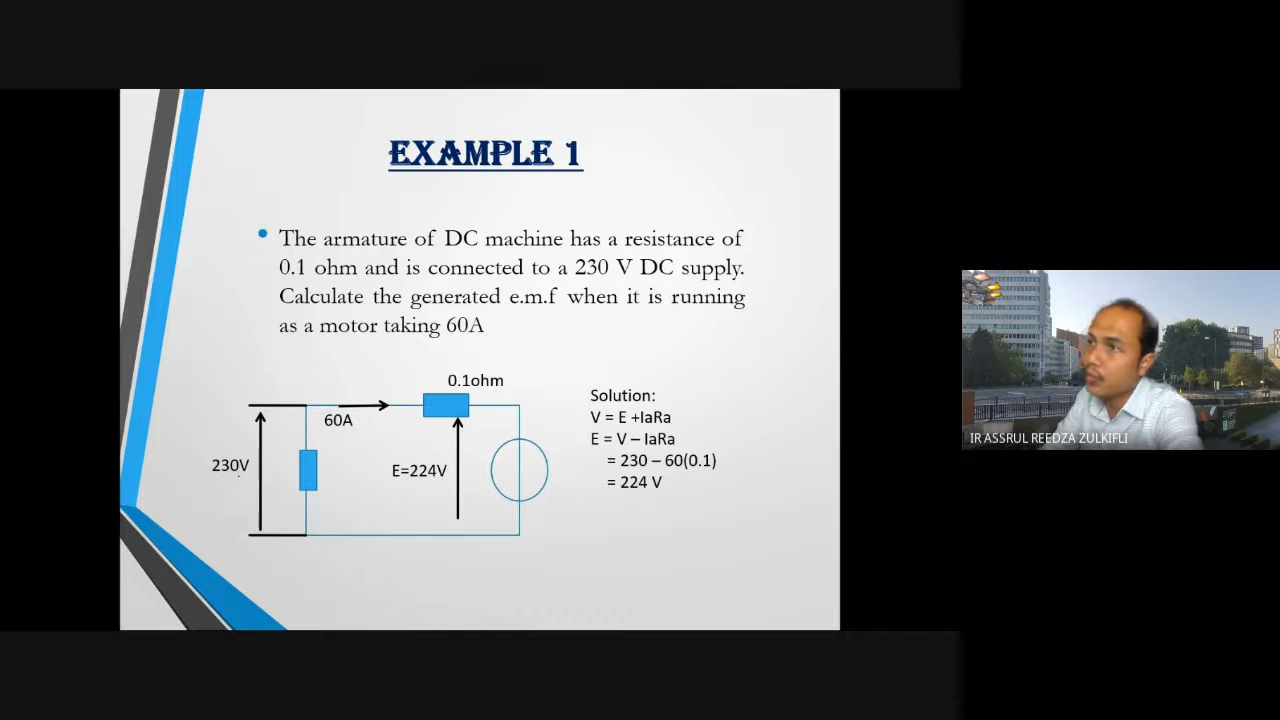 EXAMPLE 1
• The armature of DC machine has a resistance of
0.1 ohm and is connected to a 230 V DC supply.
Calculate the generated e.m.f when it is running
as a motor taking 60A
0.1ohm
60A
230V
E=224V
Solution:
V = E +IaRa
E = V – IaRa
= 230 – 60(0.1)
= 224 V
IR ASSRUL REEDZA ZULKIFLI